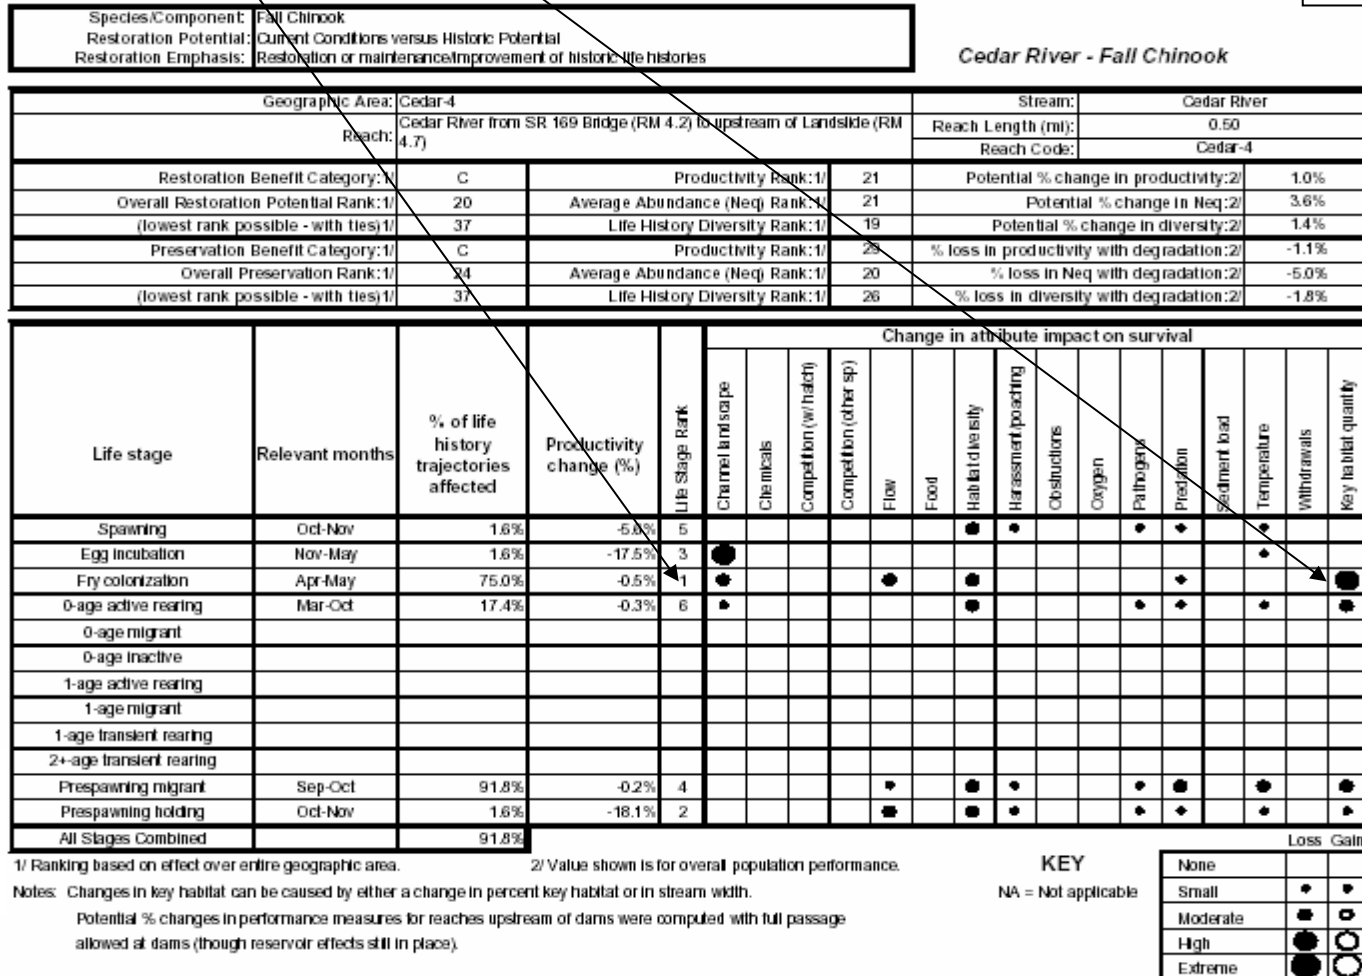 Species/Component: Fall Chinook
Restoration Potential: Current Conditions versus Historic Potential
Restoration Emphasis: Restoration or maintenance/improvement of historic life histories
Cedar River - Fall Chinook
Geographic Area: Cedar-4 Stream: Cedar River
Reach: Cedar River from SR 169 Bridge (RM 4.2) to upstream of Landslide (RM 4.7) Reach Length (mi): 0.50
Reach Code: Cedar-4
Restoration Benefit Category:1/ C Productivity Rank:1/ 21 Potential % change in productivity:2/ 1.0%
Overall Restoration Potential Rank:1/ 20 Average Abundance (Neq) Rank:1/ 21 Potential % change in Neq:2/ 3.6%
(lowest rank possible - with ties)1/ 37 Life History Diversity Rank:1/ 19 Potential % change in diversity:2/ 1.4%
Preservation Benefit Category:1/ C Productivity Rank:1/ 29 % loss in productivity with degradation:2/ -1.1%
Overall Preservation Rank:1/ 24 Average Abundance (Neq) Rank:1/ 20 % loss in Neq with degradation:2/ -5.0%
(lowest rank possible - with ties)1/ 37 Life History Diversity Rank:1/ 26 % loss in diversity with degradation:2/ -1.8%
Change in attribute impact on survival
Life stage Relevant months % of life history trajectories affected Productivity change (%) Life Stage Rank Channel landscape Chemicals Competition (w/ hatch) Competition (other sp) Flow Food Habitat diversity Harassment/poaching Obstructions Oxygen Pathogens Predation Sediment load Temperature Withdrawals Key habitat quantity
Spawning Oct-Nov 1.6% 5
Egg incubation Nov-May 1.6% -17.5% 3
Fry colonization Apr-May 75.0% -0.5% 1
0-age active rearing Mar-Oct 17.4% -0.3% 6
0-age migrant
0-age inactive
1-age active rearing
1-age migrant
1-age transient rearing
2+-age transient rearing
Prespawning migrant Sep-Oct 91.8% -0.2% 4
Prespawning holding Oct-Nov 1.6% -18.1% 2
All Stages Combined 91.8%
Loss Gain
1/ Ranking based on effect over entire geographic area. 2/ Value shown is for overall population performance. KEY None
Notes: Changes in key habitat can be caused by either a change in percent key habitat or in stream width. NA = Not applicable Small
Potential % changes in performance measures for reaches upstream of dams were computed with full passage Moderate
allowed at dams (though reservoir effects still in place). High
Extreme